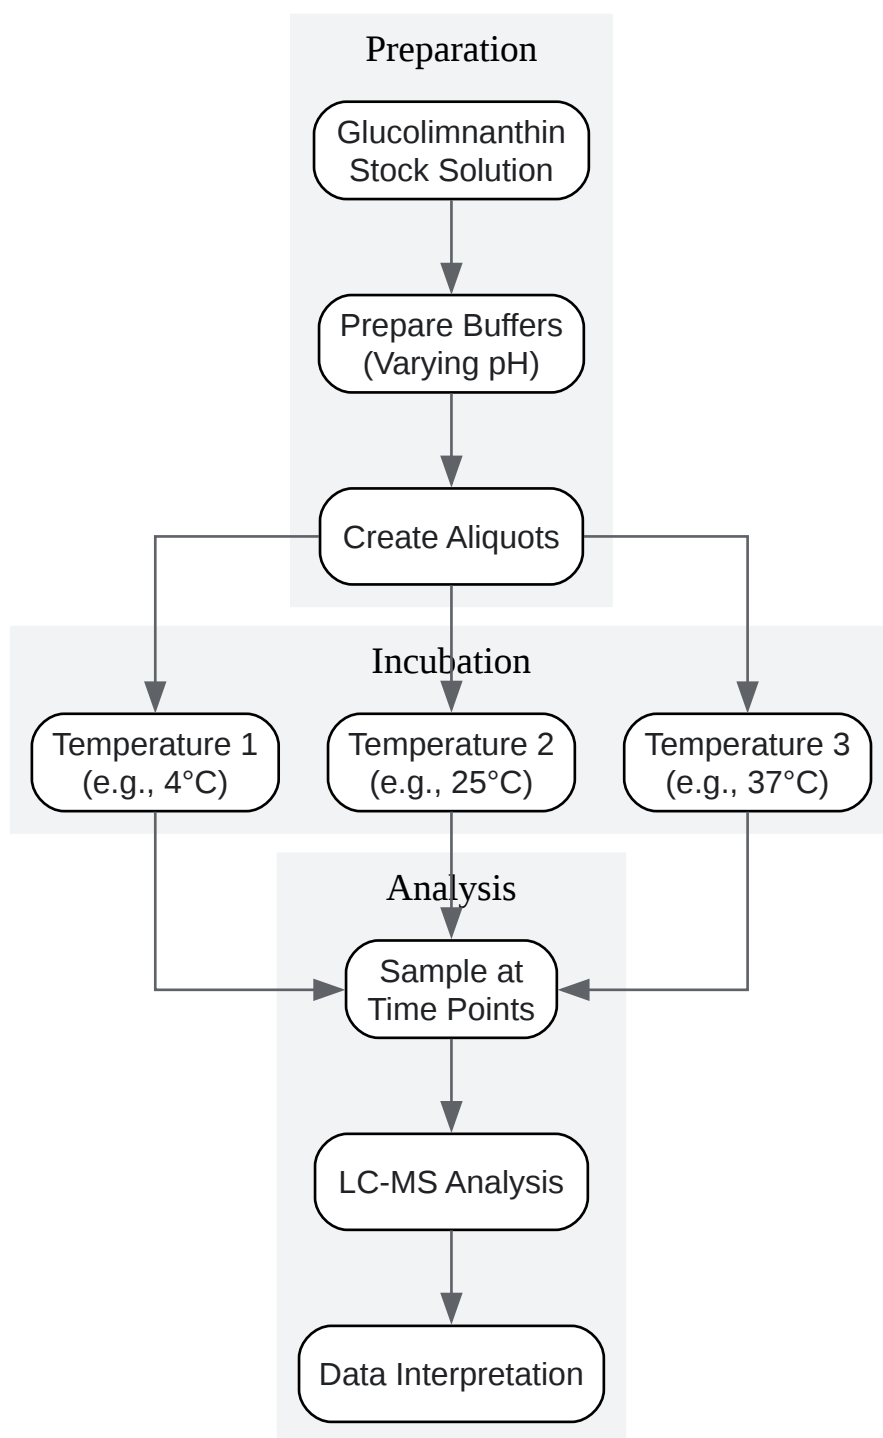 Preparation
Glucolimnanthin
Stock Solution
Prepare Buffers
(Varying pH)
Create Aliquots
Incubation
Temperature 1
(e.g., 4°C)
Temperature 2
(e.g., 25°C)
Temperature 3
(e.g., 37°C)
Analysis
Sample at
Time Points
LC-MS Analysis
Data Interpretation